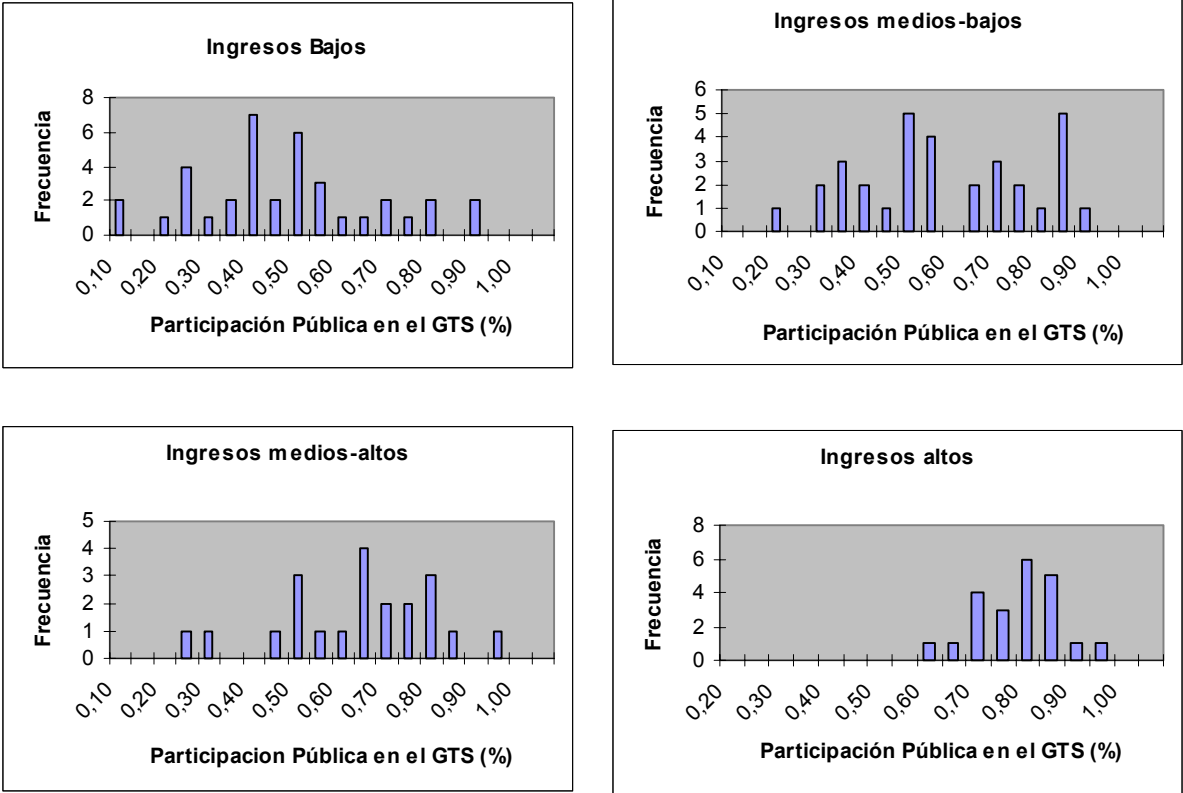 Ingresos Bajos
Frecuencia
8
6
4
2
0
0,10 0,20 0,30 0,40 0,50 0,60 0,70 0,80 0,90 1,00
Participación Pública en el GTS (%)
Ingresos medios-bajos
Frecuencia
6
5
4
3
2
1
0
0,10 0,20 0,30 0,40 0,50 0,60 0,70 0,80 0,90 1,00
Participación Pública en el GTS (%)
Ingresos medios-altos
Frecuencia
5
4
3
2
1
0
0,10 0,20 0,30 0,40 0,50 0,60 0,70 0,80 0,90 1,00
Participacion Pública en el GTS (%)
Ingresos altos
Frecuencia
8
6
4
2
0
0,20 0,30 0,40 0,50 0,60 0,70 0,80 0,90 1,00
Participación Pública en el GTS (%)